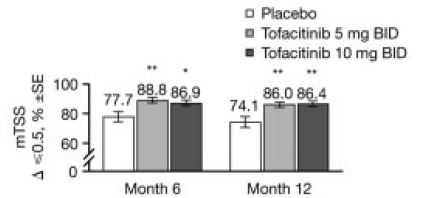 Placebo
Tofacitinib 5 mg BID
Tofacitinib 10 mg BID
** * ** **
77.7 88.8 86.9 74.1 86.0 86.4
100
80
60
0
mTSS
Δ ⩽0.5, % ±SE
Month 6 Month 12